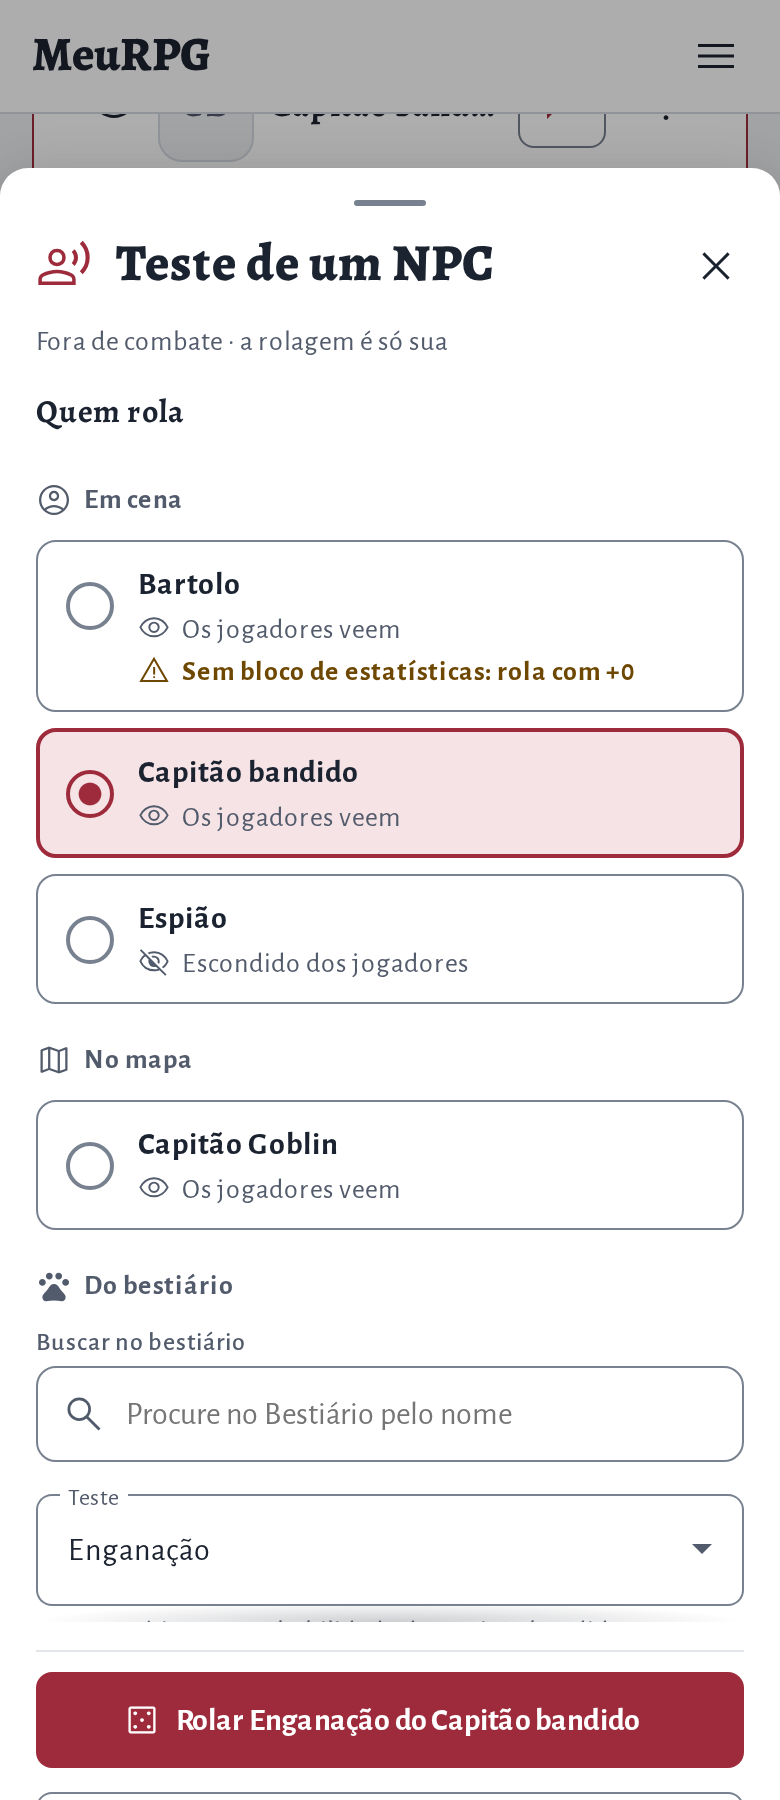 MeuRPG
Teste de um NPC
Fora de combate · a rolagem é só sua
Quem rola
Em cena
Bartolo
Os jogadores veem
Sem bloco de estatísticas: rola com +0
Capitão bandido
Os jogadores veem
Espião
Escondido dos jogadores
No mapa
Capitão Goblin
Os jogadores veem
Do bestiário
Buscar no bestiário
Procure no Bestiário pelo nome
Teste
Enganação
Rolar Enganação do Capitão bandido